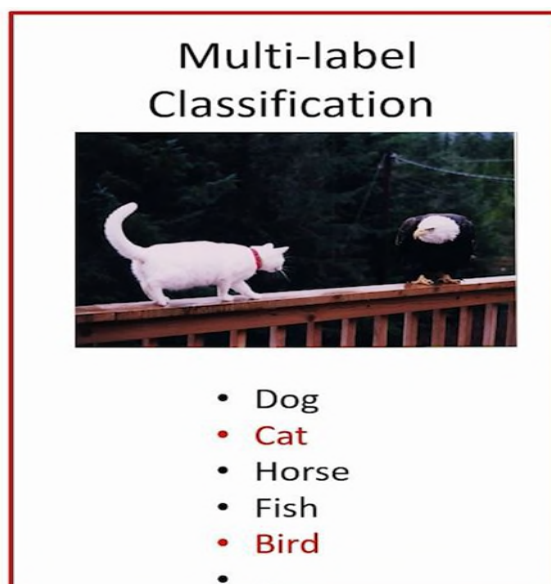 Multi-label
Classification
• Dog
• Cat
• Horse
• Fish
• Bird
•